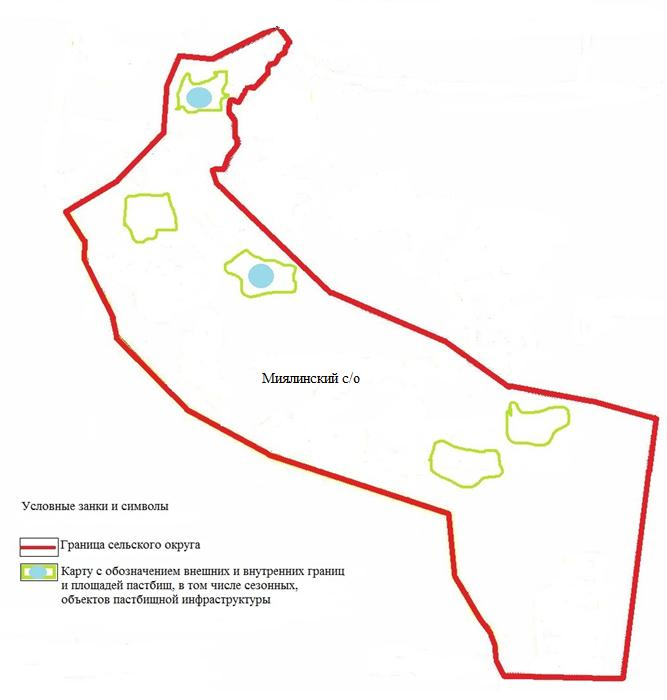 Миялинский с/о
Условные занки и символы
Граница сельского округа
Карту с обозначением внешних и внутренних границ
и площадей пастбищ, в том числе сезонных,
объектов пастбищной инфраструктуры